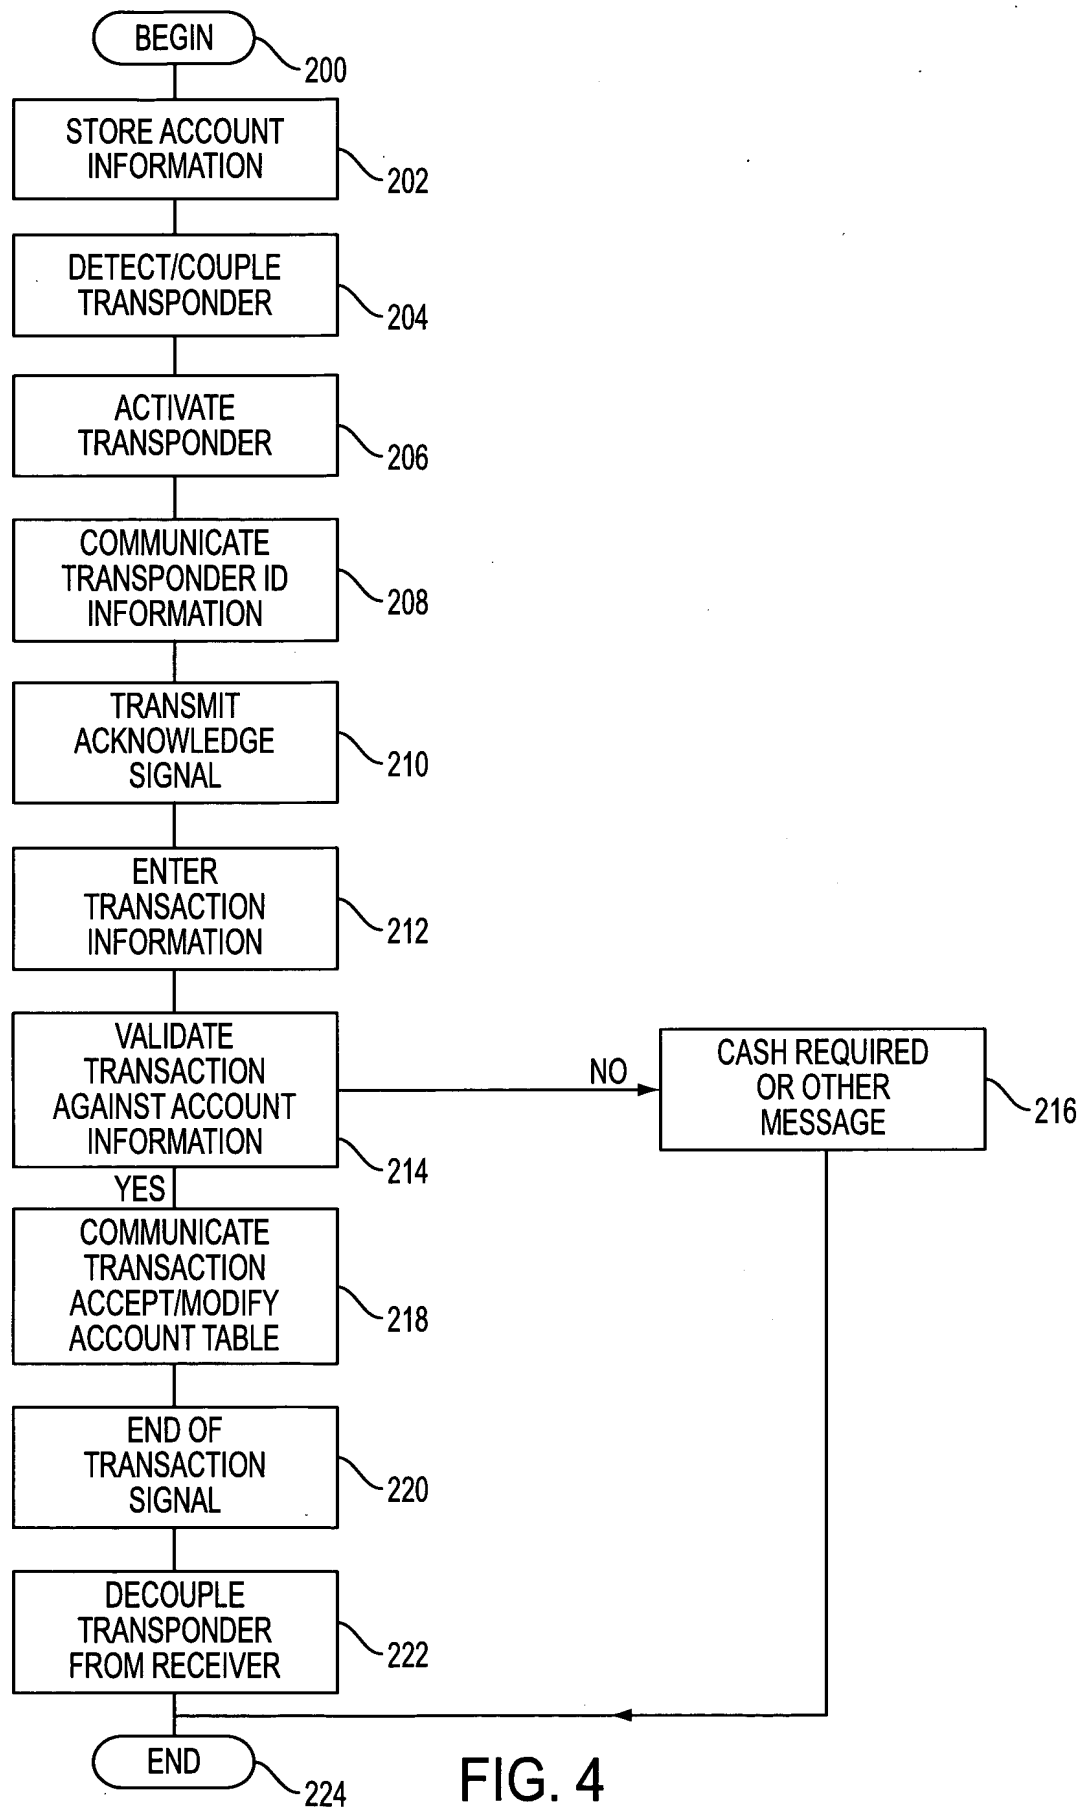 BEGIN
200
STORE ACCOUNT
INFORMATION
202
DETECT/COUPLE
TRANSPONDER
204
ACTIVATE
TRANSPONDER
206
COMMUNICATE
TRANSPONDER ID
INFORMATION
208
TRANSMIT
ACKNOWLEDGE
SIGNAL
210
ENTER
TRANSACTION
INFORMATION
212
VALIDATE
TRANSACTION
AGAINST ACCOUNT
INFORMATION
214
NO
CASH REQUIRED
OR OTHER
MESSAGE
216
YES
COMMUNICATE
TRANSACTION
ACCEPT/MODIFY
ACCOUNT TABLE
218
END OF
TRANSACTION
SIGNAL
220
DECOUPLE
TRANSPONDER
FROM RECEIVER
222
END
224
FIG. 4